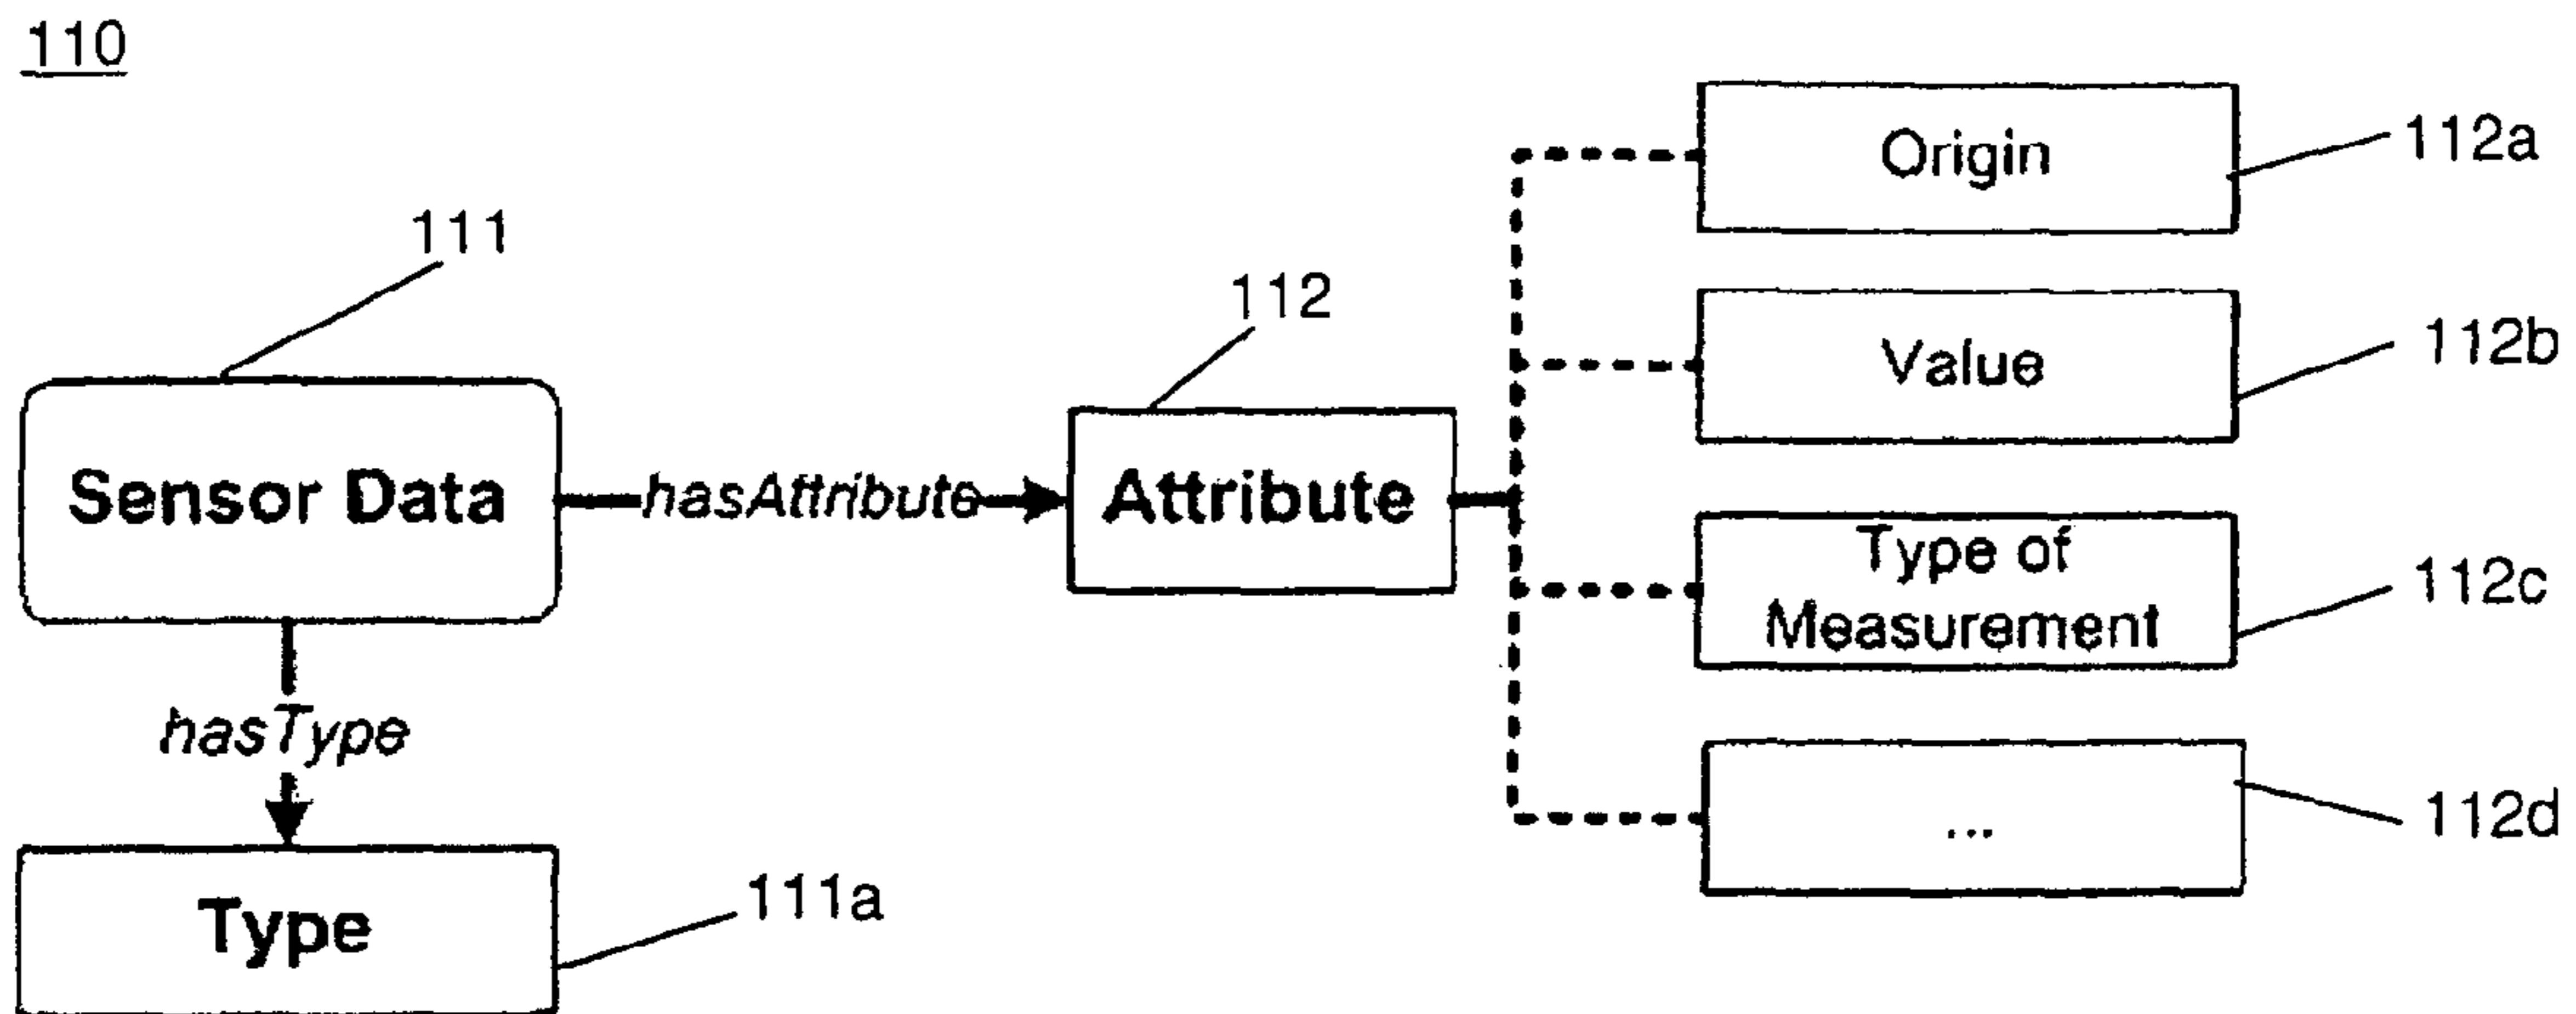 110
Origin
112a
111
112
Value
112b
Sensor Data
hasAttribute
Attribute
Type of
Measurement
112c
hasType
...
112d
Type
111a